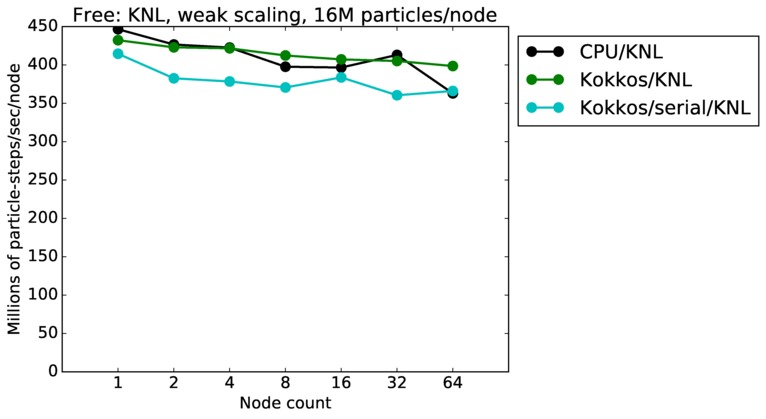 Free: KNL, weak scaling, 16M particles/node
450
400
350
300
250
200
150
100
50
0
Millions of particle-steps/sec/node
1 2 4 8 16 32 64
Node count
CPU/KNL
Kokkos/KNL
Kokkos/serial/KNL